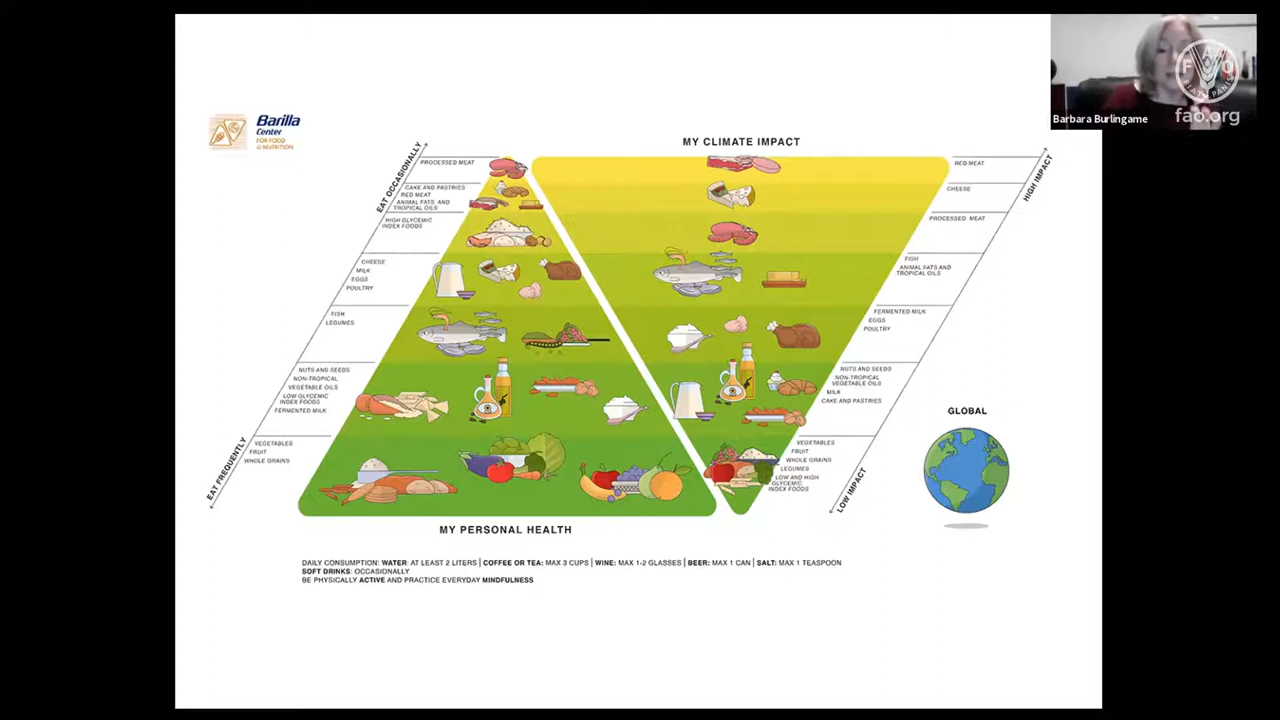 Barilla
Center
FOR FOOD
& NUTRITION
MY CLIMATE IMPACT
EAT OCCASIONALLY
PROCESSED MEAT
CAKE AND PASTRIES
RED MEAT
ANIMAL FATS AND
TROPICAL OILS
HIGH GLYCEMIC
INDEX FOODS
CHEESE
MILK
EGGS
POULTRY
FISH
LEGUMES
NUTS AND SEEDS
NON-TROPICAL
VEGETABLE OILS
LOW GLYCEMIC
INDEX FOODS
FERMENTED MILK
VEGETABLES
FRUIT
WHOLE GRAINS
EAT FREQUENTLY
RED MEAT
CHEESE
PROCESSED MEAT
FISH
ANIMAL FATS AND
TROPICAL OILS
FERMENTED MILK
EGGS
POULTRY
NUTS AND SEEDS
NON-TROPICAL
VEGETABLE OILS
MILK
CAKE AND PASTRIES
VEGETABLES
FRUIT
WHOLE GRAINS
LEGUMES
LOW AND HIGH
GLYCEMIC
INDEX FOODS
HIGH IMPACT
LOW IMPACT
GLOBAL
MY PERSONAL HEALTH
DAILY CONSUMPTION: WATER: AT LEAST 2 LITERS | COFFEE OR TEA: MAX 3 CUPS | WINE: MAX 1-2 GLASSES | BEER: MAX 1 CAN | SALT: MAX 1 TEASPOON
SOFT DRINKS: OCCASIONALLY
BE PHYSICALLY ACTIVE AND PRACTICE EVERYDAY MINDFULNESS
Barbara Burlingame
F A O
FIAT PANIS
fao.org